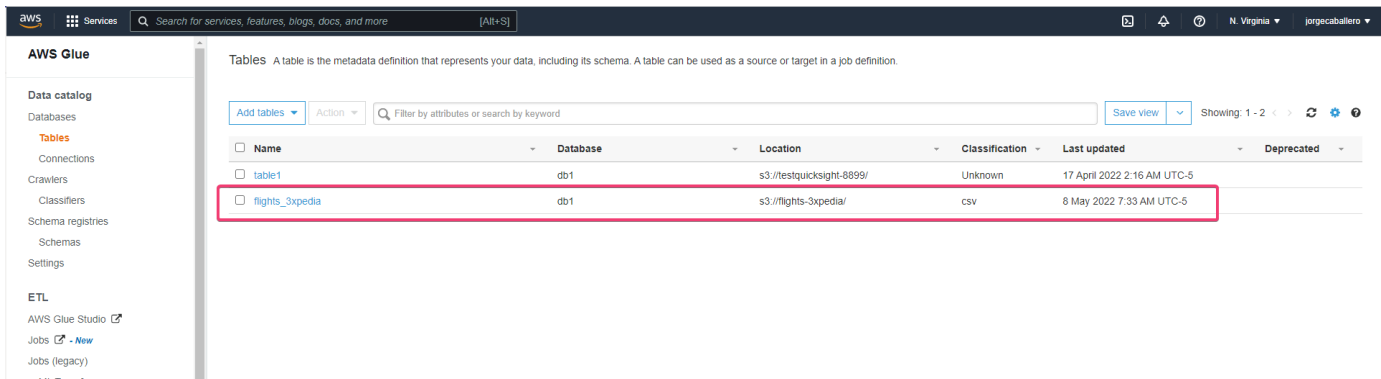 aws Services Search for services, features, blogs, docs, and more [Alt+S] N. Virginia jorgecaballero
AWS Glue
Data catalog
Databases
Tables
Connections
Crawlers
Classifiers
Schema registries
Schemas
Settings
ETL
AWS Glue Studio
Jobs - New
Jobs (legacy)
Tables A table is the metadata definition that represents your data, including its schema. A table can be used as a source or target in a job definition.
Add tables Action Filter by attributes or search by keyword Save view Showing: 1 - 2
Name Database Location Classification Last updated Deprecated
table1 db1 s3://testquicksight-8899/ Unknown 17 April 2022 2:16 AM UTC-5
flights_3xpedia db1 s3://flights-3xpedia/ csv 8 May 2022 7:33 AM UTC-5